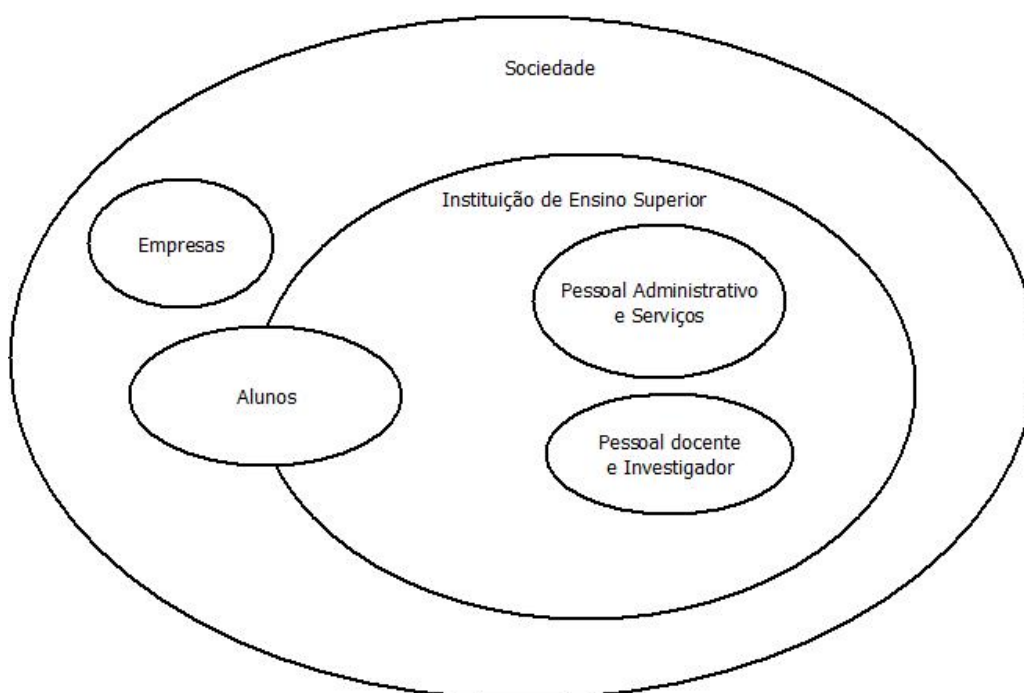 Sociedade
Instituição de Ensino Superior
Empresas
Pessoal Administrativo
e Serviços
Alunos
Pessoal docente
e Investigador